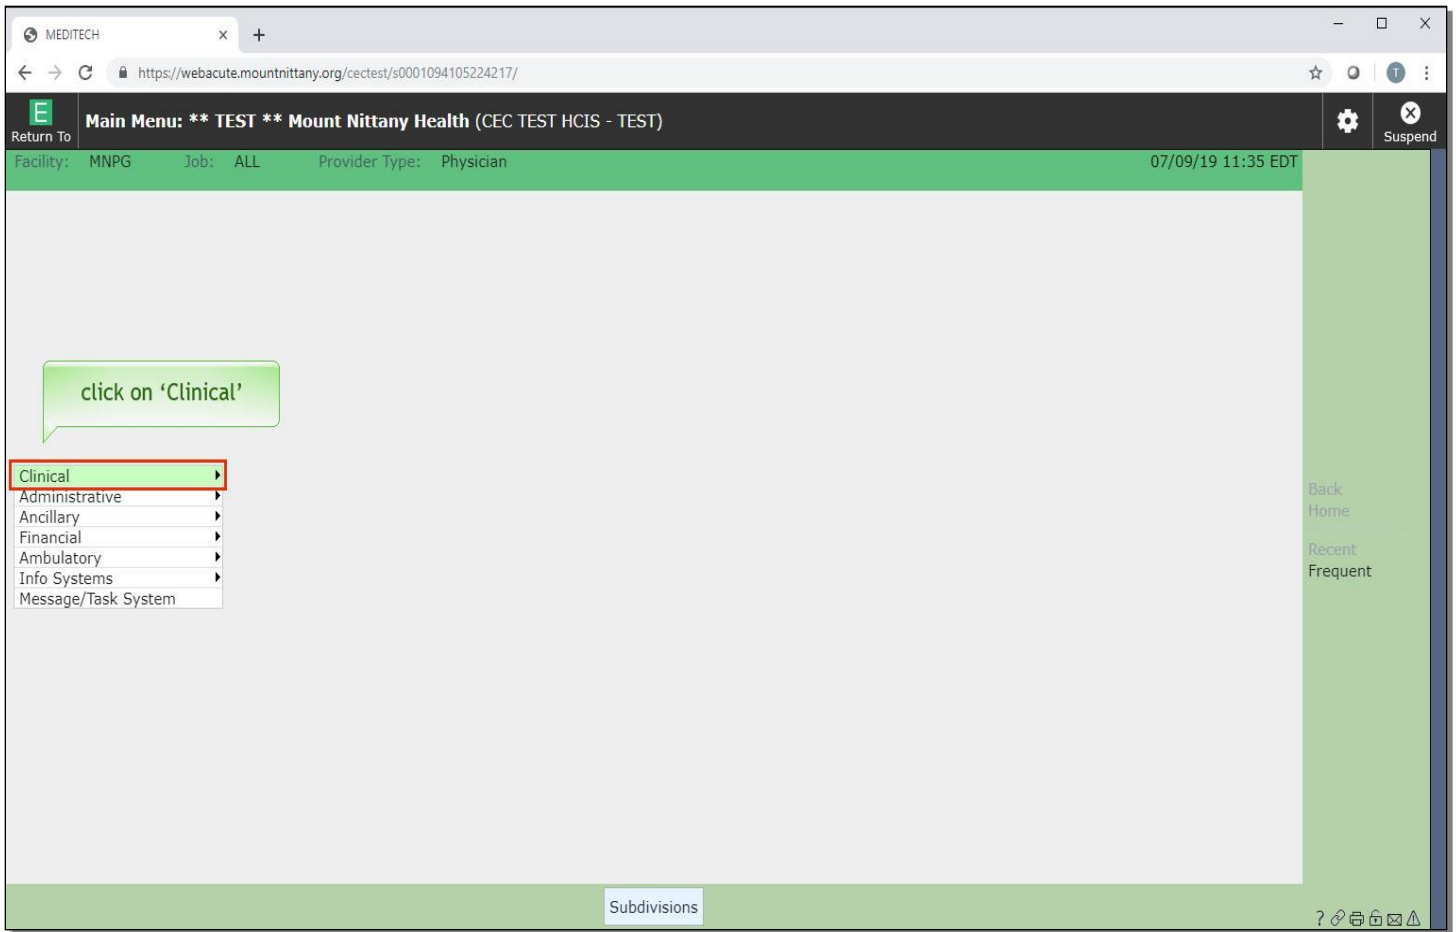 MEDITECH
https://webacute.mountnittany.org/cectest/s0001094105224217/
T
E
Return To
Main Menu: ** TEST ** Mount Nittany Health (CEC TEST HCIS - TEST)
Suspend
Facility: MNPG Job: ALL Provider Type: Physician 07/09/19 11:35 EDT
click on ‘Clinical’
Clinical
Administrative
Ancillary
Financial
Ambulatory
Info Systems
Message/Task System
Back
Home
Recent
Frequent
Subdivisions
?